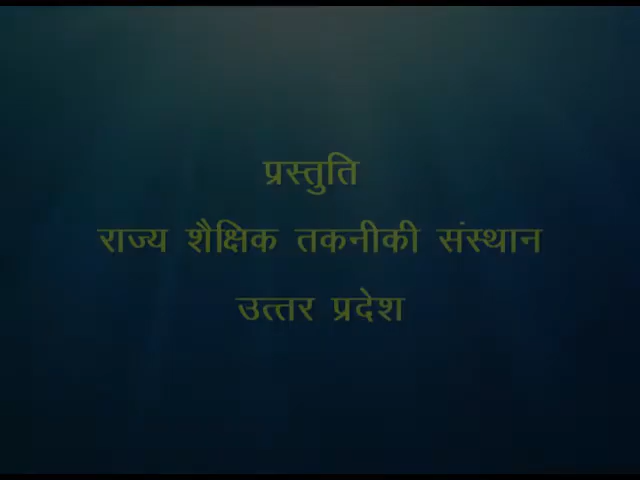 प्रस्तुति
राज्य शैक्षिक तकनीकी संस्थान
उत्तर प्रदेश